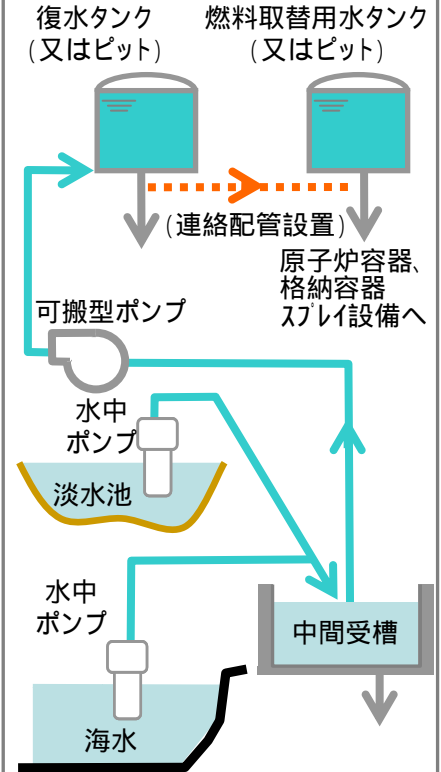 復水タンク
(又はピット)
燃料取替用水タンク
(又はピット)
(連絡配管設置)
原子炉容器、
格納容器
スプレイ設備へ
可搬型ポンプ
水中
ポンプ
淡水池
水中
ポンプ
中間受槽
海水